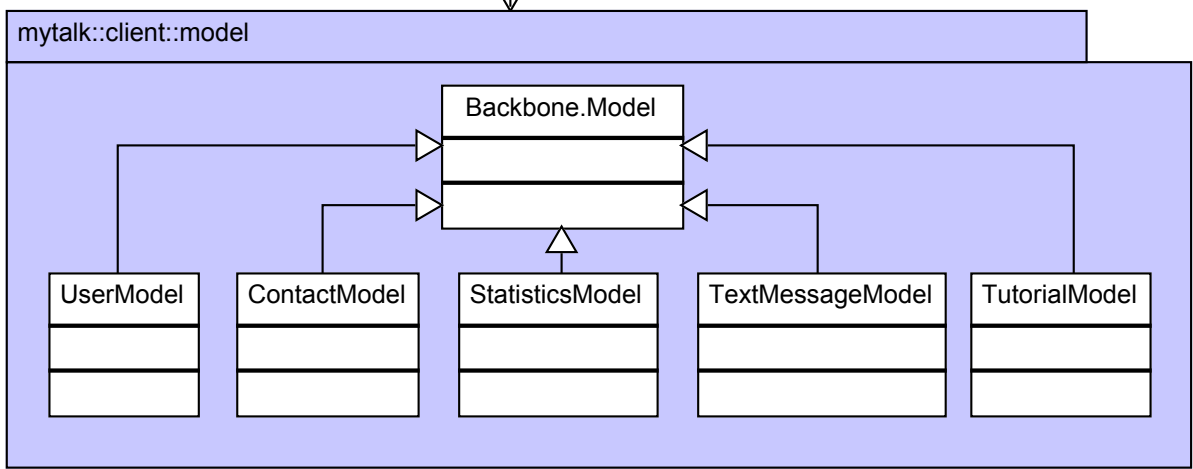 mytalk::client::model
Backbone.Model
UserModel
ContactModel
StatisticsModel
TextMessageModel
TutorialModel